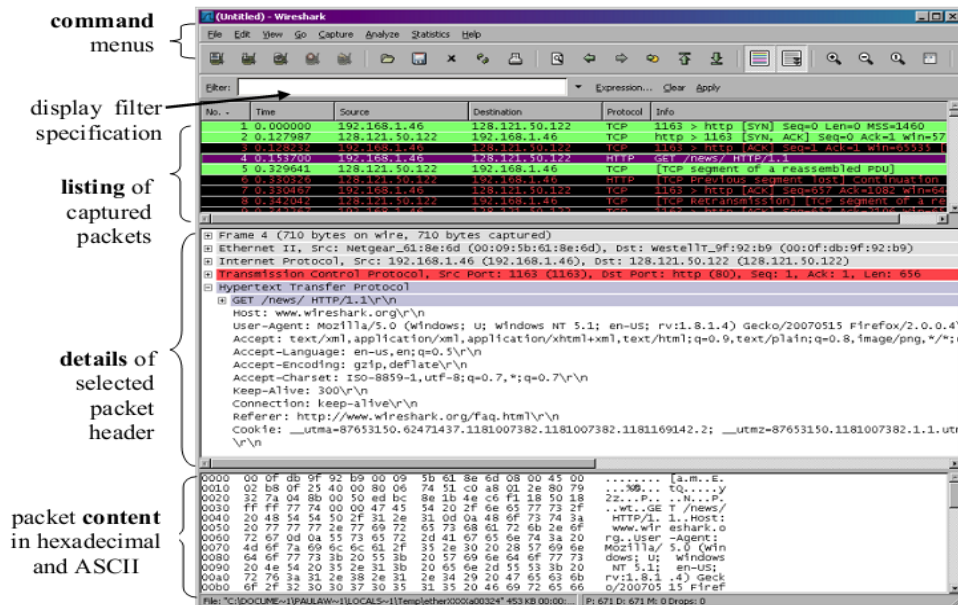 command
menus
display filter
specification
listing of
captured
packets
details of
selected
packet
header
packet content
in hexadecimal
and ASCII
(Untitled) - Wireshark
File Edit View Go Capture Analyze Statistics Help
Filter: Expression... Clear Apply
No. - Time Source Destination Protocol Info
1 0.000000 192.168.1.46 128.121.50.122 TCP 1163 > http [SYN] Seq=0 Len=0 MSS=1460
2 0.127987 128.121.50.122 192.168.1.46 TCP http > 1163 [SYN, ACK] Seq=0 Ack=1 Win=57
3 0.128232 192.168.1.46 128.121.50.122 TCP 1163 > http [ACK] Seq=1 Ack=1 Win=65535 [
4 0.153700 192.168.1.46 128.121.50.122 HTTP GET /news/ HTTP/1.1
5 0.329641 128.121.50.122 192.168.1.46 TCP [TCP segment of a reassembled PDU]
6 0.330326 128.121.50.122 192.168.1.46 HTTP [TCP Previous segment lost] Continuation
7 0.330467 192.168.1.46 128.121.50.122 TCP 1163 > http [ACK] Seq=657 Ack=1082 Win=64
8 0.342042 128.121.50.122 192.168.1.46 TCP [TCP Retransmission] [TCP segment of a re
Frame 4 (710 bytes on wire, 710 bytes captured)
Ethernet II, Src: Netgear_61:8e:6d (00:09:5b:61:8e:6d), Dst: WestellT_9f:92:b9 (00:0f:db:9f:92:b9)
Internet Protocol, Src: 192.168.1.46 (192.168.1.46), Dst: 128.121.50.122 (128.121.50.122)
Transmission Control Protocol, Src Port: 1163 (1163), Dst Port: http (80), Seq: 1, Ack: 1, Len: 656
Hypertext Transfer Protocol
GET /news/ HTTP/1.1\r\n
Host: www.wireshark.org\r\n
User-Agent: Mozilla/5.0 (Windows; U; Windows NT 5.1; en-US; rv:1.8.1.4) Gecko/20070515 Firefox/2.0.0.4\
Accept: text/xml,application/xml,application/xhtml+xml,text/html;q=0.9,text/plain;q=0.8,image/png,*/*;
Accept-Language: en-us,en;q=0.5\r\n
Accept-Encoding: gzip,deflate\r\n
Accept-Charset: ISO-8859-1,utf-8;q=0.7,*;q=0.7\r\n
Keep-Alive: 300\r\n
Connection: keep-alive\r\n
Referer: http://www.wireshark.org/faq.html\r\n
Cookie: __utma=87653150.62471437.1181007382.1181007382.1181169142.2; __utmz=87653150.1181007382.1.1.utm
\r\n
0000 00 0f db 9f 92 b9 00 09 5b 61 8e 6d 08 00 45 00 ........ [a.m..E.
0010 02 b8 0f 25 40 00 80 06 74 51 c0 a8 01 2e 80 79 ...%@... tQ.....y
0020 32 7a 04 8b 00 50 ed bc 8e 1b 4e c6 f1 18 50 18 2z...P.. ..N...P.
0030 ff ff 77 74 00 00 47 45 54 20 2f 6e 65 77 73 2f ..wt..GE T /news/
0040 20 48 54 54 50 2f 31 2e 31 0d 0a 48 6f 73 74 3a HTTP/1. 1..Host:
0050 20 77 77 77 2e 77 69 72 65 73 68 61 72 6b 2e 6f www.wir eshark.o
0060 72 67 0d 0a 55 73 65 72 2d 41 67 65 6e 74 3a 20 rg..User -Agent:
0070 4d 6f 7a 69 6c 6c 61 2f 35 2e 30 20 28 57 69 6e Mozilla/ 5.0 (Win
0080 64 6f 77 73 3b 20 55 3b 20 57 69 6e 64 6f 77 73 dows; U; Windows
0090 20 4e 54 20 35 2e 31 3b 20 65 6e 2d 55 53 3b 20 NT 5.1; en-US;
00a0 72 76 3a 31 2e 38 2e 31 2e 34 29 20 47 65 63 6b rv:1.8.1 .4) Geck
00b0 6f 2f 32 30 30 37 30 35 31 35 20 46 69 72 65 66 o/200705 15 Firef
File: "C:\DOCUME~1\PAULAW~1\LOCALS~1\Temp\etherXXXXa00324" 453 KB 00:00:... P: 671 D: 671 M: 0 Drops: 0